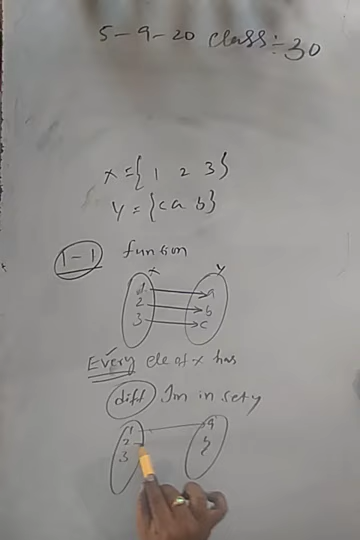 5-9-20 class:-30
x={1 2 3}
y={c a b}
1-1 funtion
x y
1 a
2 b
3 c
Every ele of x has
diff Im in set y
1 a
2 b
3